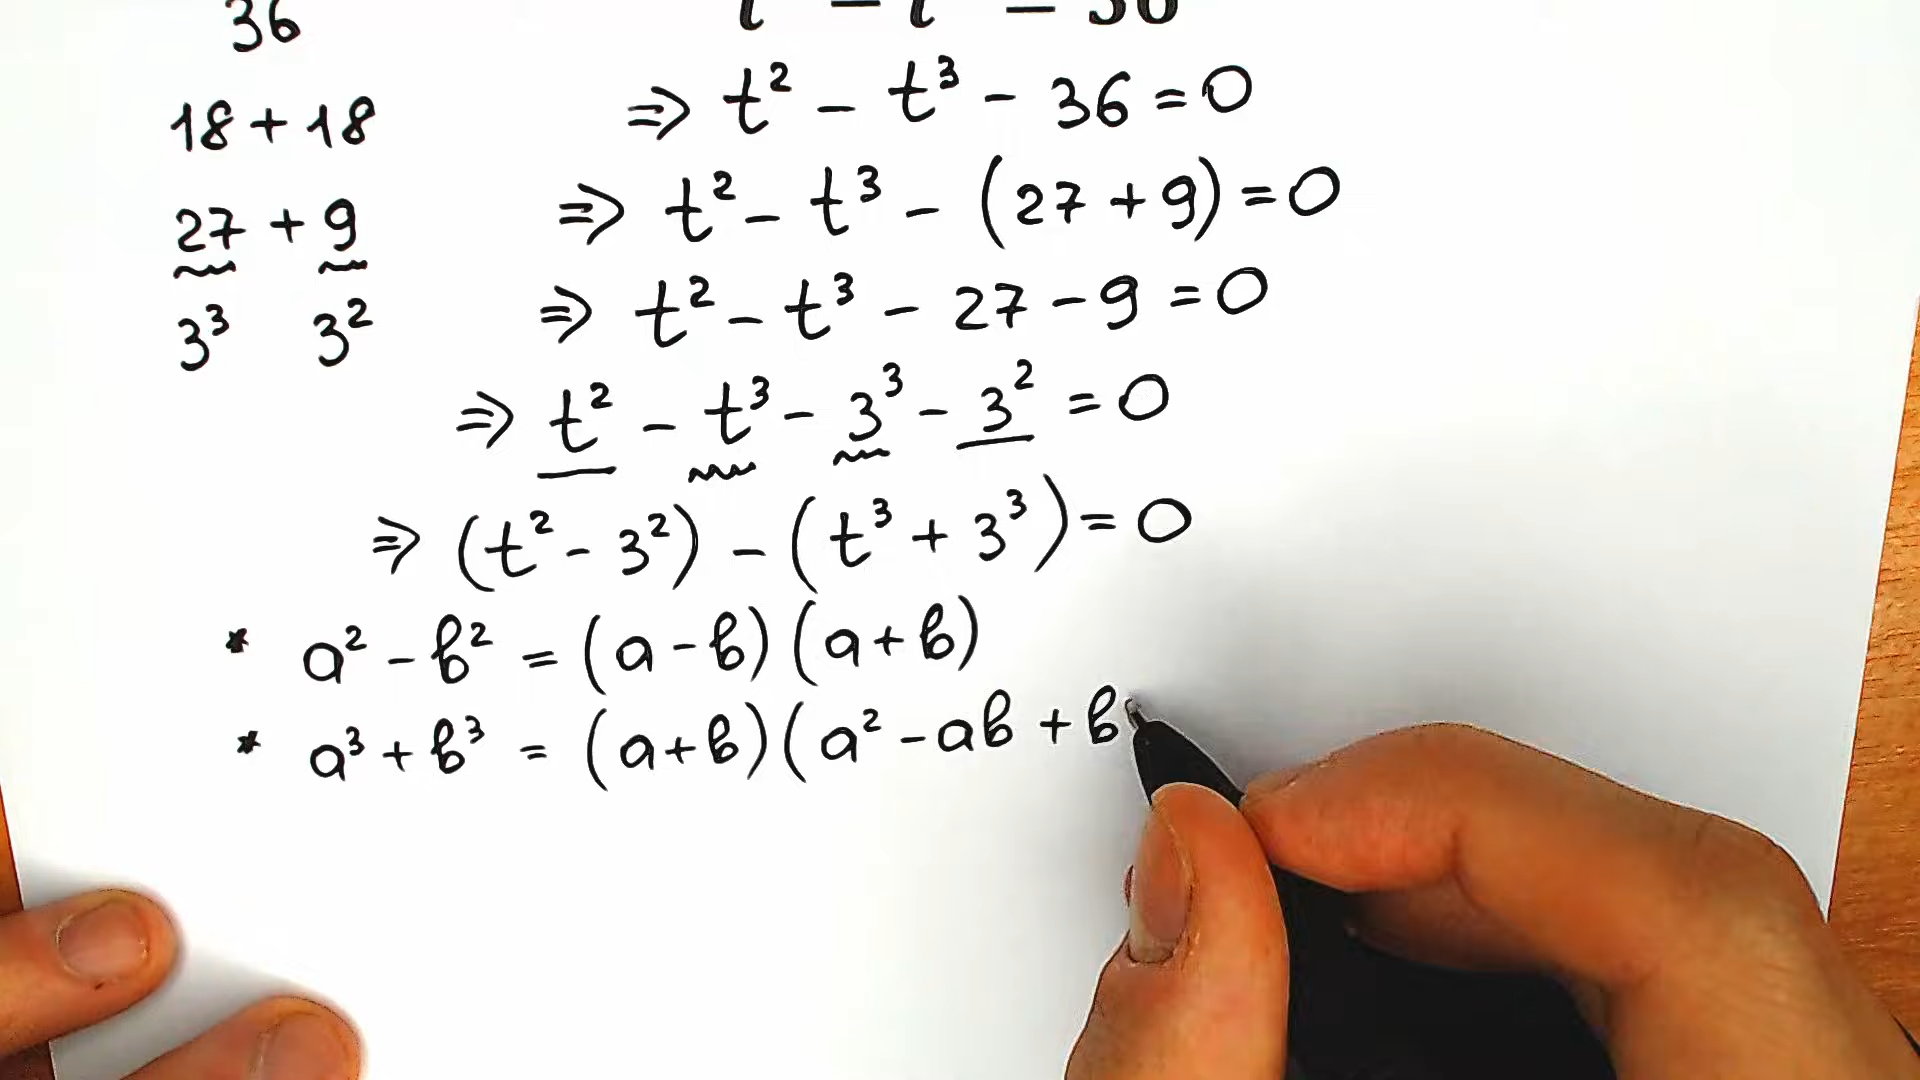 36
t - t = 36
18 + 18
⇒ t² - t³ - 36 = 0
27 + 9
⇒ t² - t³ - (27 + 9) = 0
3³ 3²
⇒ t² - t³ - 27 - 9 = 0
⇒ t² - t³ - 3³ - 3² = 0
⇒ (t² - 3²) - (t³ + 3³) = 0
* a² - b² = (a - b)(a + b)
* a³ + b³ = (a + b)(a² - ab + b